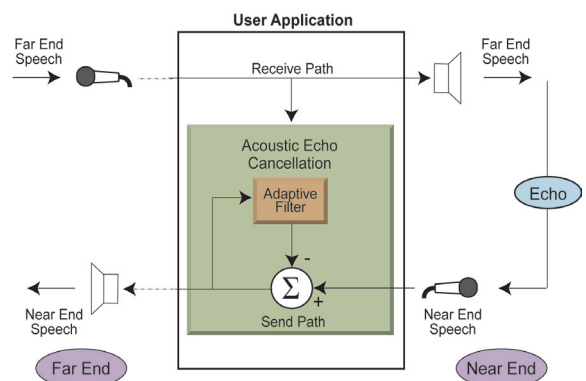 User Application
Far End
Speech
Receive Path
Far End
Speech
Acoustic Echo
Cancellation
Adaptive
Filter
Echo
-
Σ
+
Near End
Speech
Send Path
Near End
Speech
Far End
Near End